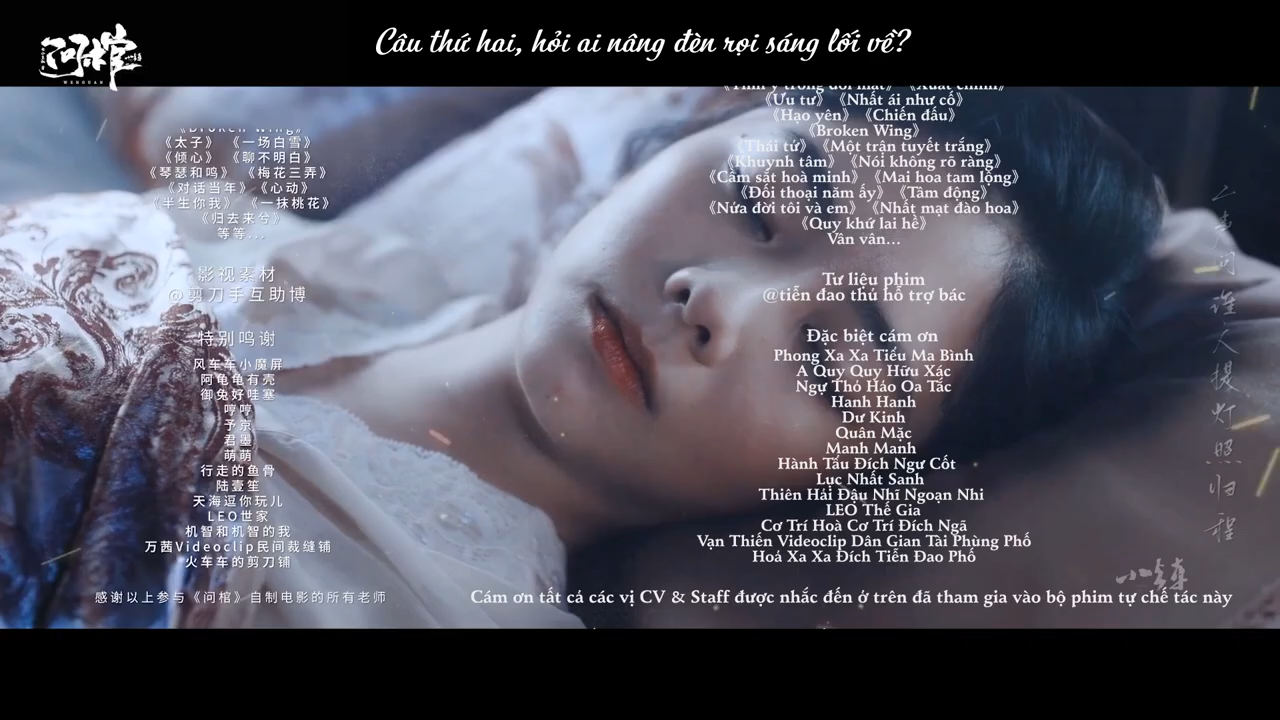 Câu thứ hai, hỏi ai nâng đèn rọi sáng lối về?
问棺
WENGUAN
《Broken Wing》
《太子》 《一场白雪》
《倾心》 《聊不明白》
《琴瑟和鸣》 《梅花三弄》
《对话当年》 《心动》
《半生你我》 《一抹桃花》
《归去来兮》
等等...
影视素材
@剪刀手互助博
特别鸣谢
风车车小魔屏
阿龟龟有壳
御兔好哇塞
哼哼
予京
君墨
萌萌
行走的鱼骨
陆壹笙
天海逗你玩儿
LEO世家
机智和机智的我
万茜Videoclip民间裁缝铺
火车车的剪刀铺
感谢以上参与《问棺》自制电影的所有老师
《Ưu tư》 《Nhất ái như cố》
《Hạo yên》 《Chiến đấu》
《Broken Wing》
《Thái tử》 《Một trận tuyết trắng》
《Khuynh tâm》 《Nói không rõ ràng》
《Cầm sắt hoà minh》 《Mai hoa tam lộng》
《Đối thoại năm ấy》 《Tâm động》
《Nửa đời tôi và em》 《Nhất mạt đào hoa》
《Quy khứ lai hề》
Vân vân...
Tư liệu phim
@tiễn đao thủ hỗ trợ bác
Đặc biệt cám ơn
Phong Xa Xa Tiểu Ma Bình
A Quy Quy Hữu Xác
Ngự Thỏ Hảo Oa Tắc
Hanh Hanh
Dư Kinh
Quân Mặc
Manh Manh
Hành Tẩu Đích Ngư Cốt
Lục Nhất Sanh
Thiên Hải Đậu Nhĩ Ngoạn Nhi
LEO Thế Gia
Cơ Trí Hoà Cơ Trí Đích Ngã
Vạn Thiến Videoclip Dân Gian Tài Phùng Phố
Hoả Xa Xa Đích Tiễn Đao Phố
Cám ơn tất cả các vị CV & Staff được nhắc đến ở trên đã tham gia vào bộ phim tự chế tác này
二声问谁人提灯照归程
小镇